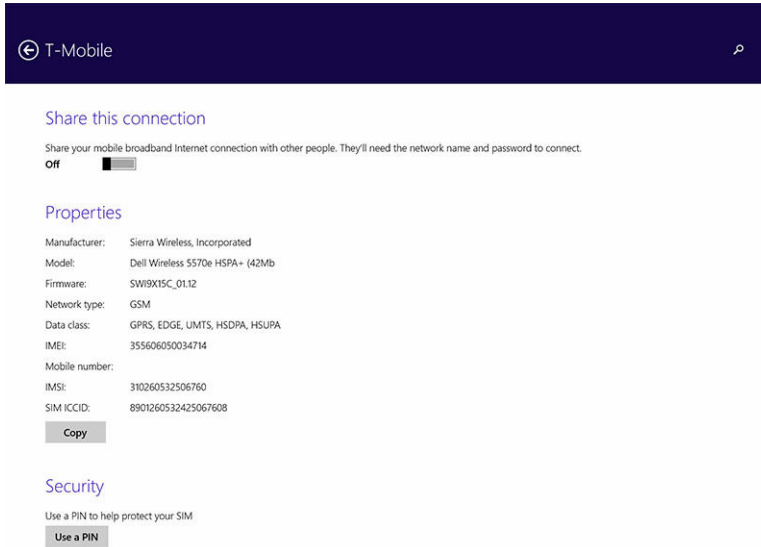 T-Mobile
Share this connection
Share your mobile broadband Internet connection with other people. They'll need the network name and password to connect.
Off
Properties
Manufacturer: Sierra Wireless, Incorporated
Model: Dell Wireless 5570e HSPA+ (42Mb
Firmware: SWI9X15C_01.12
Network type: GSM
Data class: GPRS, EDGE, UMTS, HSDPA, HSUPA
IMEI: 355606050034714
Mobile number:
IMSI: 310260532506760
SIM ICCID: 8901260532425067608
Copy
Security
Use a PIN to help protect your SIM
Use a PIN